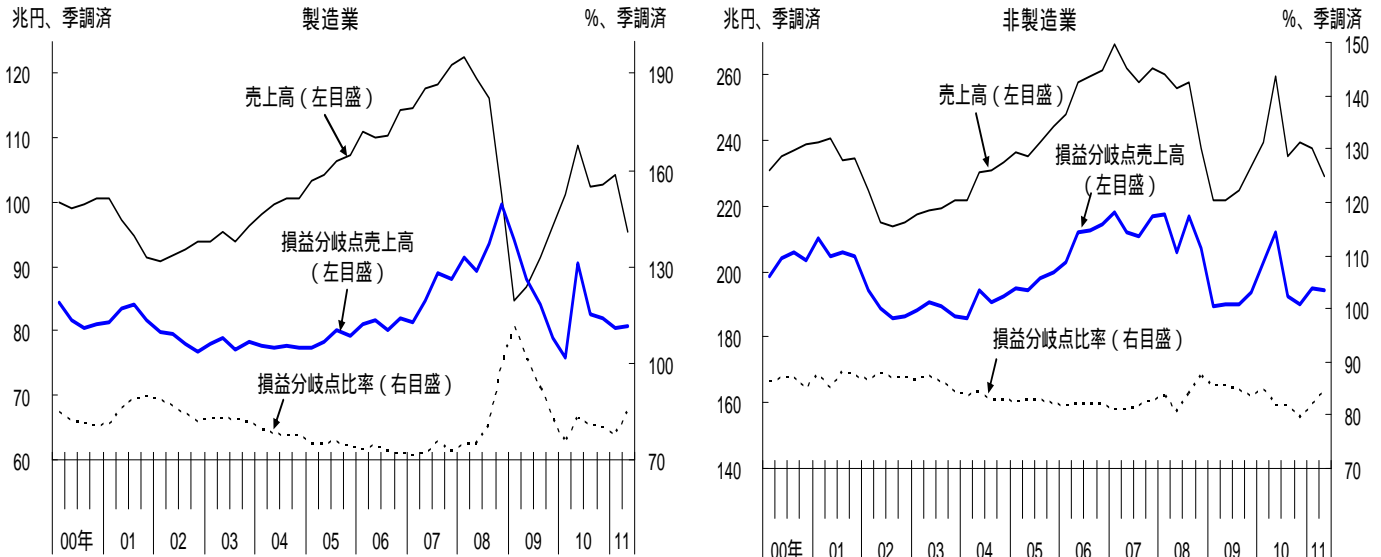 兆円、季調済 製造業 %、季調済
120
110
100
90
80
70
60
190
160
130
100
70
売上高（左目盛）
損益分岐点売上高
（左目盛）
損益分岐点比率（右目盛）
00年 01 02 03 04 05 06 07 08 09 10 11
兆円、季調済 非製造業 %、季調済
260
240
220
200
180
160
140
150
140
130
120
110
100
90
80
70
売上高（左目盛）
損益分岐点売上高
（左目盛）
損益分岐点比率（右目盛）
00年 01 02 03 04 05 06 07 08 09 10 11